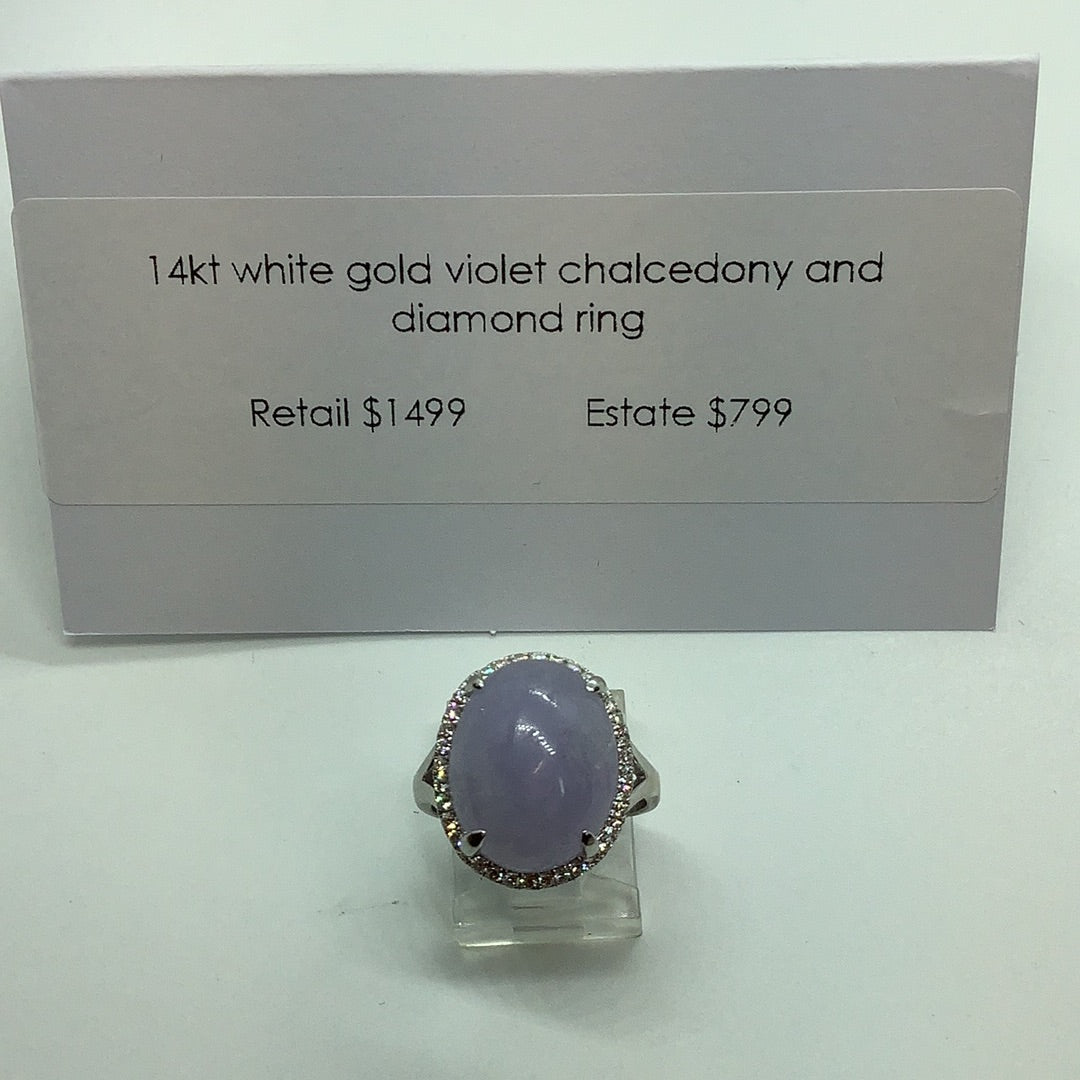 14kt white gold violet chalcedony and
diamond ring
Retail $1499 Estate $799